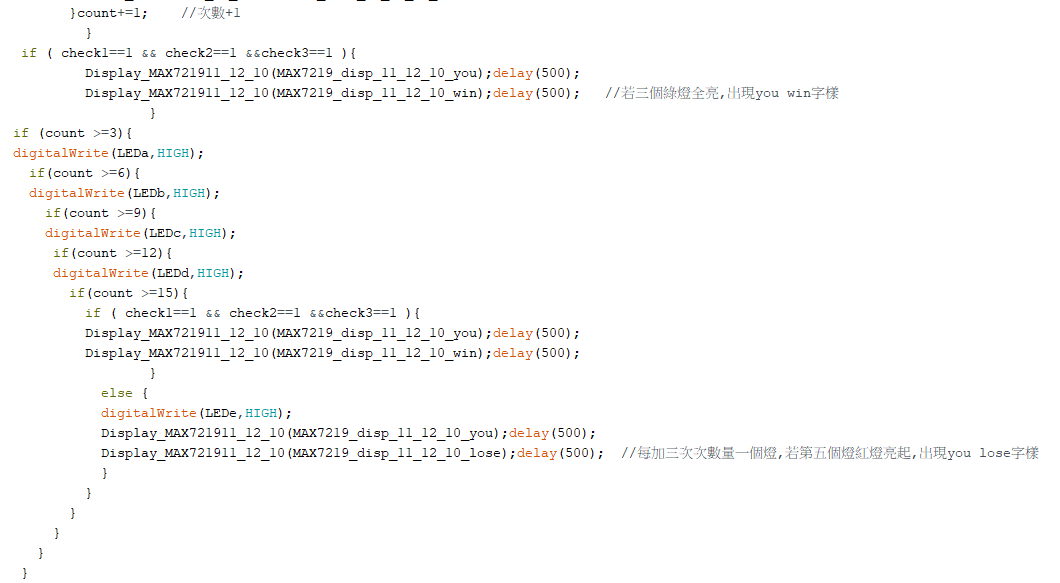 }count+=1;    //次數+1
}
if ( check1==1 && check2==1 &&check3==1 ){
Display_MAX721911_12_10(MAX7219_disp_11_12_10_you);delay(500);
Display_MAX721911_12_10(MAX7219_disp_11_12_10_win);delay(500);   //若三個綠燈全亮,出現you win字樣
}
if (count >=3){
digitalWrite(LEDa,HIGH);
if(count >=6){
digitalWrite(LEDb,HIGH);
if(count >=9){
digitalWrite(LEDc,HIGH);
if(count >=12){
digitalWrite(LEDd,HIGH);
if(count >=15){
if ( check1==1 && check2==1 &&check3==1 ){
Display_MAX721911_12_10(MAX7219_disp_11_12_10_you);delay(500);
Display_MAX721911_12_10(MAX7219_disp_11_12_10_win);delay(500);
}
else {
digitalWrite(LEDe,HIGH);
Display_MAX721911_12_10(MAX7219_disp_11_12_10_you);delay(500);
Display_MAX721911_12_10(MAX7219_disp_11_12_10_lose);delay(500);  //每加三次次數量一個燈,若第五個燈紅燈亮起,出現you lose字樣
}
}
}
}
}
}